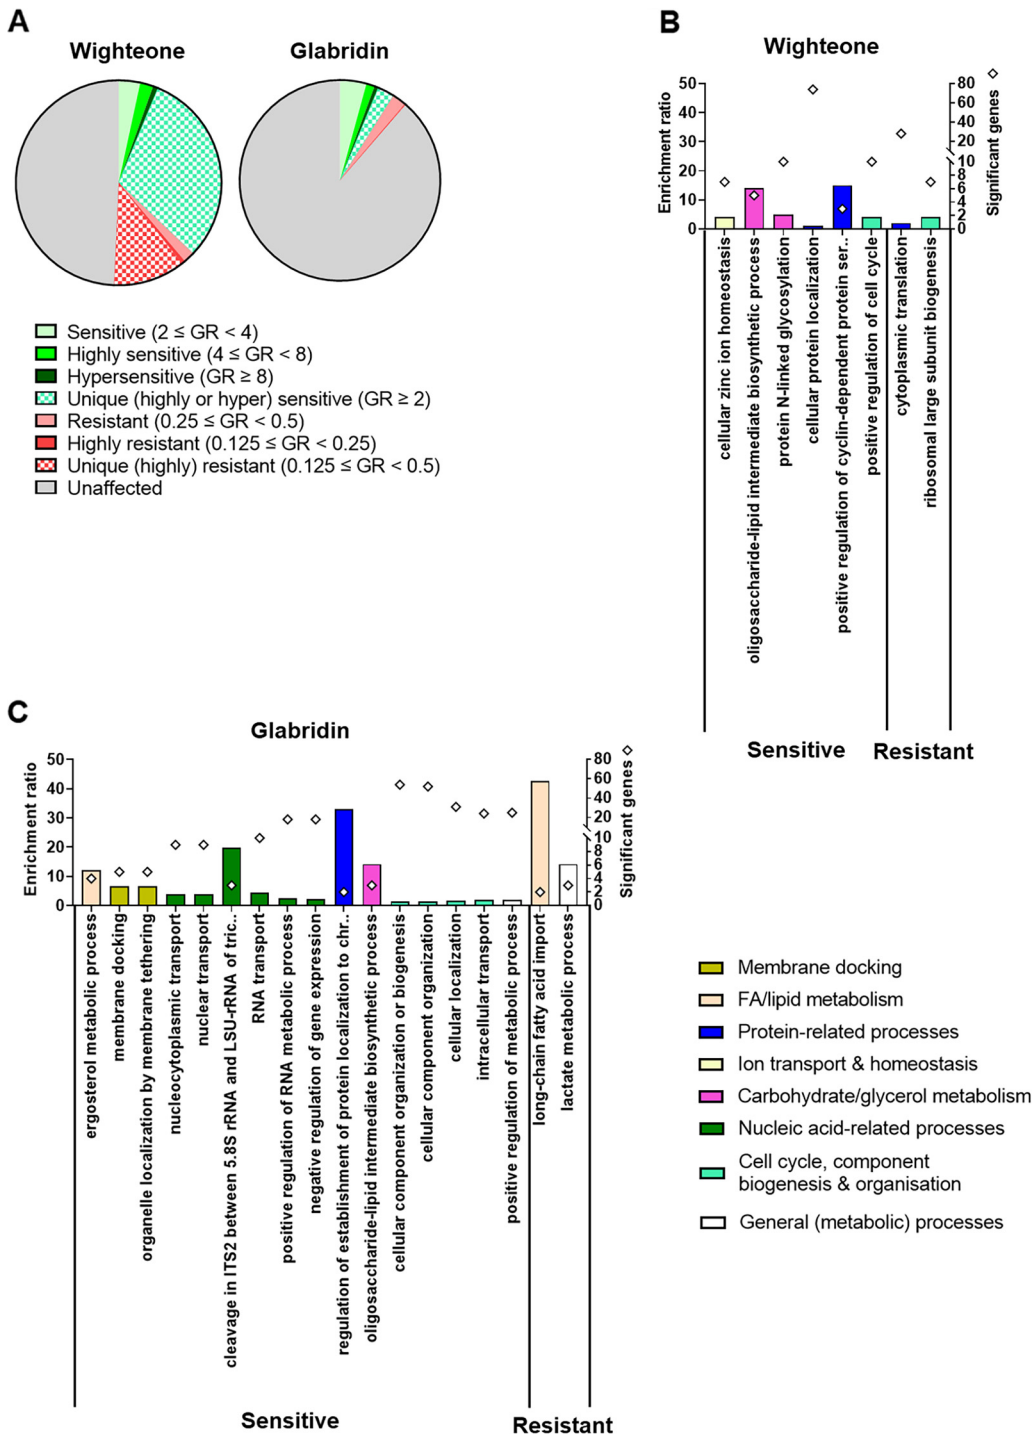 A
Wighteone
Glabridin
Sensitive (2 ≤ GR < 4)
Highly sensitive (4 ≤ GR < 8)
Hypersensitive (GR ≥ 8)
Unique (highly or hyper) sensitive (GR ≥ 2)
Resistant (0.25 ≤ GR < 0.5)
Highly resistant (0.125 ≤ GR < 0.25)
Unique (highly) resistant (0.125 ≤ GR < 0.5)
Unaffected
B
Wighteone
Enrichment ratio
50
40
30
20
10
0
80
60
40
20
10
8
6
4
2
0
Significant genes ◇
cellular zinc ion homeostasis
oligosaccharide-lipid intermediate biosynthetic process
protein N-linked glycosylation
cellular protein localization
positive regulation of cyclin-dependent protein ser..
positive regulation of cell cycle
cytoplasmic translation
ribosomal large subunit biogenesis
Sensitive
Resistant
C
Glabridin
Enrichment ratio
50
40
30
20
10
0
80
60
40
20
10
8
6
4
2
0
Significant genes ◇
ergosterol metabolic process
membrane docking
organelle localization by membrane tethering
nucleocytoplasmic transport
nuclear transport
cleavage in ITS2 between 5.8S rRNA and LSU-rRNA of tric..
RNA transport
positive regulation of RNA metabolic process
negative regulation of gene expression
regulation of establishment of protein localization to chr..
oligosaccharide-lipid intermediate biosynthetic process
cellular component organization or biogenesis
cellular component organization
cellular localization
intracellular transport
positive regulation of metabolic process
long-chain fatty acid import
lactate metabolic process
Sensitive
Resistant
Membrane docking
FA/lipid metabolism
Protein-related processes
Ion transport & homeostasis
Carbohydrate/glycerol metabolism
Nucleic acid-related processes
Cell cycle, component
biogenesis & organisation
General (metabolic) processes